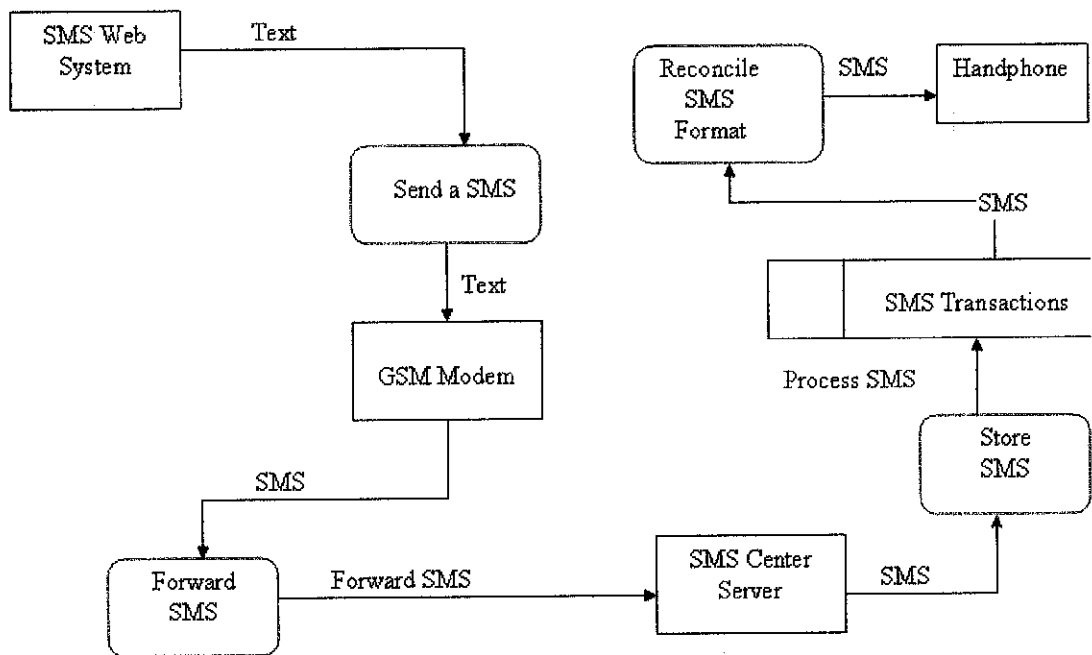 SMS Web
System
Text
Send a SMS
Text
GSM Modem
SMS
Forward
SMS
Forward SMS
SMS Center
Server
SMS
Store
SMS
Process SMS
SMS Transactions
SMS
Reconcile
SMS
Format
SMS
Handphone